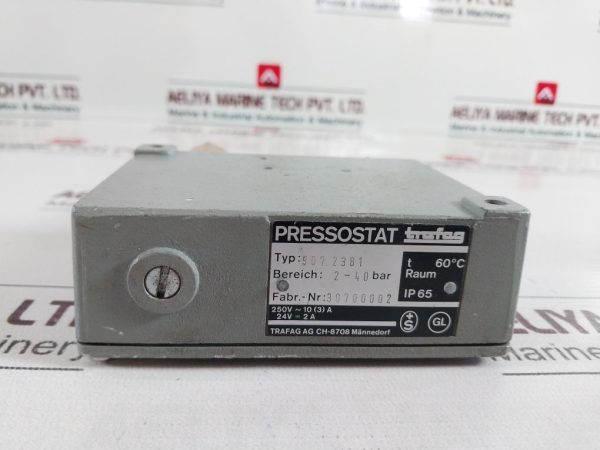 AELIYA MARINE TECH PVT. LTD.
Marine & Industrial Automation & Machinery
PRESSOSTAT trafag
Typ: 907.2381
Bereich: 2-40 bar
Fabr.-Nr: 30700002
250V ~ 10 (3) A
24V = 2 A
TRAFAG AG CH-8708 Männedorf
t 60°C
Raum
IP 65
+S
GL